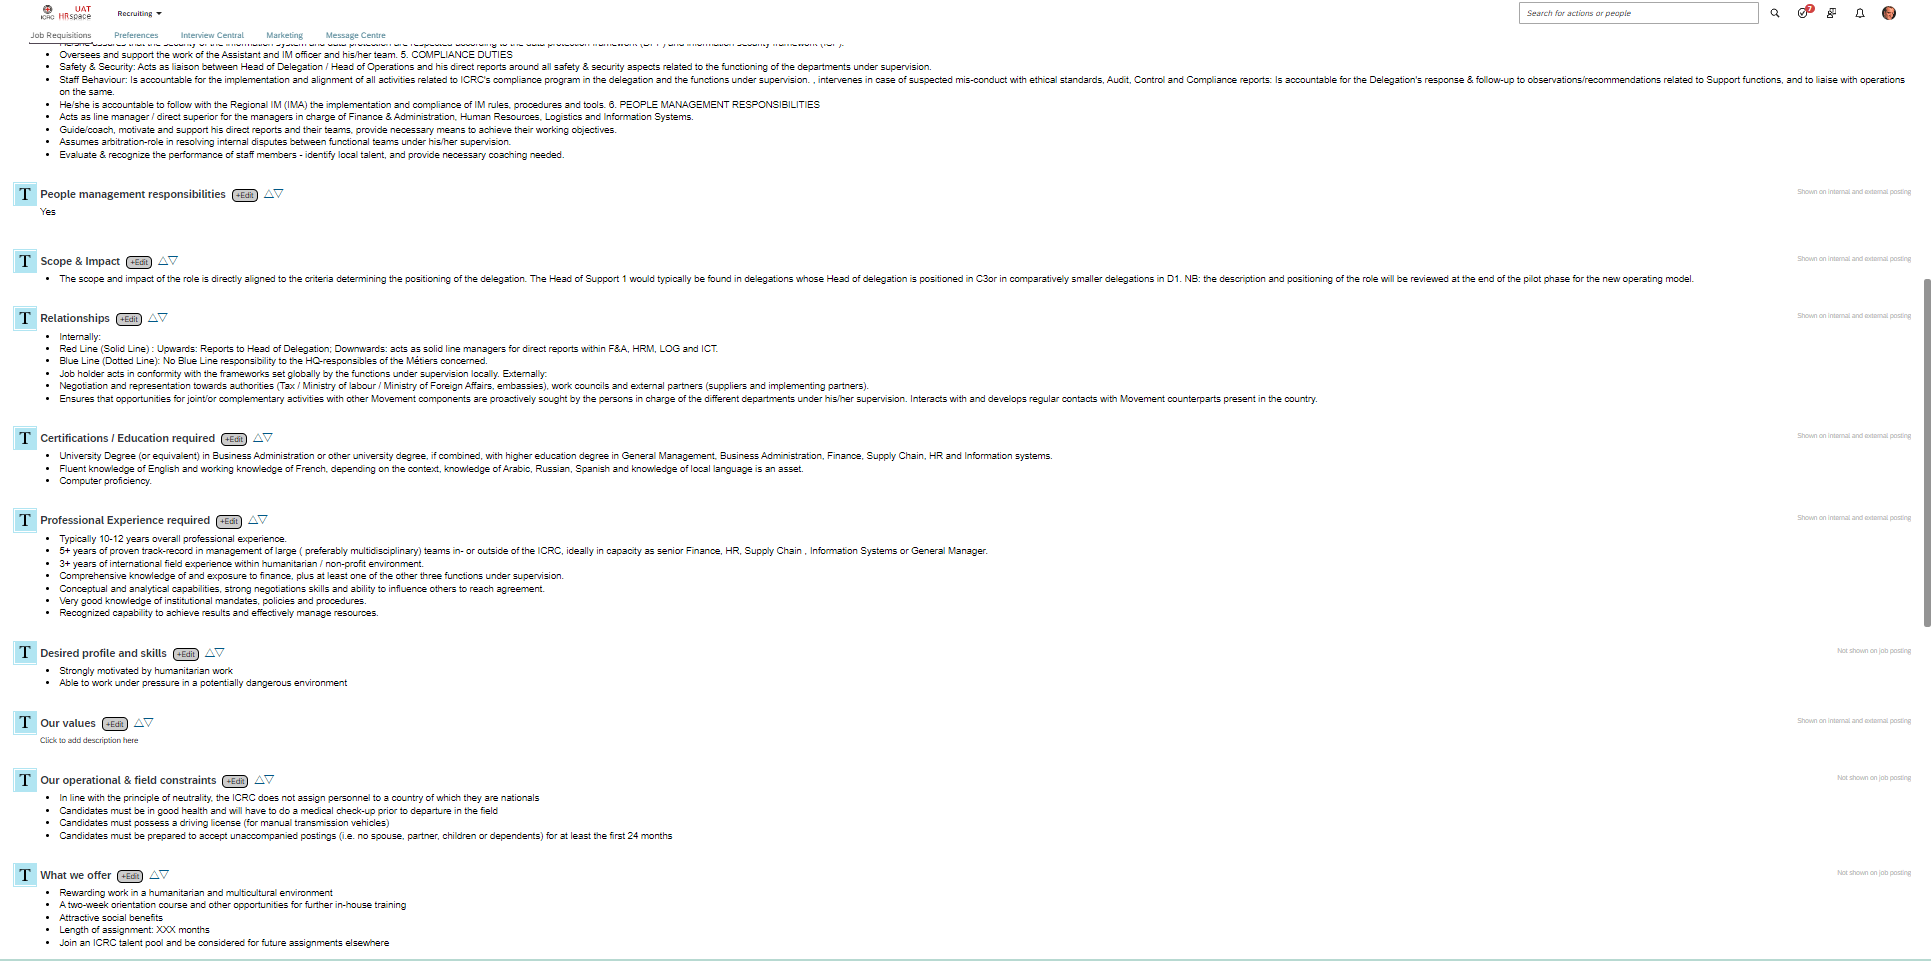 ICRC
UAT
HRspace
Recruiting
Search for actions or people
7
Job Requisitions Preferences Interview Central Marketing Message Centre
He/she assures that the security of the information system and data protection are respected according to the data protection framework (DPF) and information security framework (ISF).
Oversees and support the work of the Assistant and IM officer and his/her team. 5. COMPLIANCE DUTIES
Safety & Security: Acts as liaison between Head of Delegation / Head of Operations and his direct reports around all safety & security aspects related to the functioning of the departments under supervision.
Staff Behaviour: Is accountable for the implementation and alignment of all activities related to ICRC's compliance program in the delegation and the functions under supervision. , intervenes in case of suspected mis-conduct with ethical standards, Audit, Control and Compliance reports: Is accountable for the Delegation's response & follow-up to observations/recommendations related to Support functions, and to liaise with operations
on the same.
He/she is accountable to follow with the Regional IM (IMA) the implementation and compliance of IM rules, procedures and tools. 6. PEOPLE MANAGEMENT RESPONSIBILITIES
Acts as line manager / direct superior for the managers in charge of Finance & Administration, Human Resources, Logistics and Information Systems.
Guide/coach, motivate and support his direct reports and their teams, provide necessary means to achieve their working objectives.
Assumes arbitration-role in resolving internal disputes between functional teams under his/her supervision.
Evaluate & recognize the performance of staff members - identify local talent, and provide necessary coaching needed.
T People management responsibilities +Edit Shown on internal and external posting
Yes
T Scope & Impact +Edit Shown on internal and external posting
The scope and impact of the role is directly aligned to the criteria determining the positioning of the delegation. The Head of Support 1 would typically be found in delegations whose Head of delegation is positioned in C3or in comparatively smaller delegations in D1. NB: the description and positioning of the role will be reviewed at the end of the pilot phase for the new operating model.
T Relationships +Edit Shown on internal and external posting
Internally:
Red Line (Solid Line) : Upwards: Reports to Head of Delegation; Downwards: acts as solid line managers for direct reports within F&A, HRM, LOG and ICT.
Blue Line (Dotted Line): No Blue Line responsibility to the HQ-responsibles of the Métiers concerned.
Job holder acts in conformity with the frameworks set globally by the functions under supervision locally. Externally:
Negotiation and representation towards authorities (Tax / Ministry of labour / Ministry of Foreign Affairs, embassies), work councils and external partners (suppliers and implementing partners).
Ensures that opportunities for joint/or complementary activities with other Movement components are proactively sought by the persons in charge of the different departments under his/her supervision. Interacts with and develops regular contacts with Movement counterparts present in the country.
T Certifications / Education required +Edit Shown on internal and external posting
University Degree (or equivalent) in Business Administration or other university degree, if combined, with higher education degree in General Management, Business Administration, Finance, Supply Chain, HR and Information systems.
Fluent knowledge of English and working knowledge of French, depending on the context, knowledge of Arabic, Russian, Spanish and knowledge of local language is an asset.
Computer proficiency.
T Professional Experience required +Edit Shown on internal and external posting
Typically 10-12 years overall professional experience.
5+ years of proven track-record in management of large ( preferably multidisciplinary) teams in- or outside of the ICRC, ideally in capacity as senior Finance, HR, Supply Chain , Information Systems or General Manager.
3+ years of international field experience within humanitarian / non-profit environment.
Comprehensive knowledge of and exposure to finance, plus at least one of the other three functions under supervision.
Conceptual and analytical capabilities, strong negotiations skills and ability to influence others to reach agreement.
Very good knowledge of institutional mandates, policies and procedures.
Recognized capability to achieve results and effectively manage resources.
T Desired profile and skills +Edit Not shown on job posting
Strongly motivated by humanitarian work
Able to work under pressure in a potentially dangerous environment
T Our values +Edit Shown on internal and external posting
Click to add description here
T Our operational & field constraints +Edit Not shown on job posting
In line with the principle of neutrality, the ICRC does not assign personnel to a country of which they are nationals
Candidates must be in good health and will have to do a medical check-up prior to departure in the field
Candidates must possess a driving license (for manual transmission vehicles)
Candidates must be prepared to accept unaccompanied postings (i.e. no spouse, partner, children or dependents) for at least the first 24 months
T What we offer +Edit Not shown on job posting
Rewarding work in a humanitarian and multicultural environment
A two-week orientation course and other opportunities for further in-house training
Attractive social benefits
Length of assignment: XXX months
Join an ICRC talent pool and be considered for future assignments elsewhere